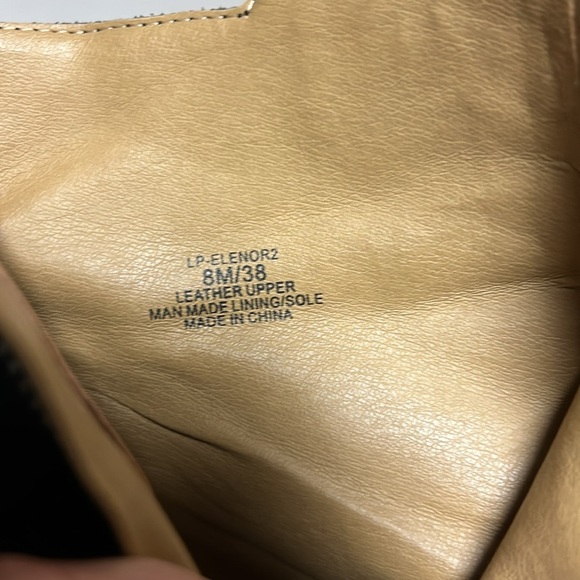 LP-ELENOR2
8M/38
LEATHER UPPER
MAN MADE LINING/SOLE
MADE IN CHINA